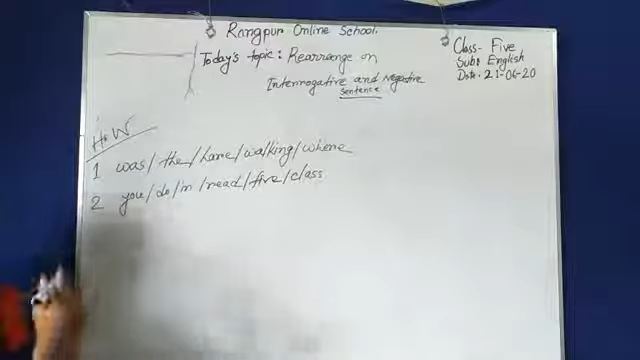 Rangpur Online School.
Class- Five
Sub: English
Date. 21-06-20
Today's topic: Rearrange on
Interrogative and Negative
Sentence
H.W
1 was/the/lame/walking/where
2 you/do/in/read/five/class